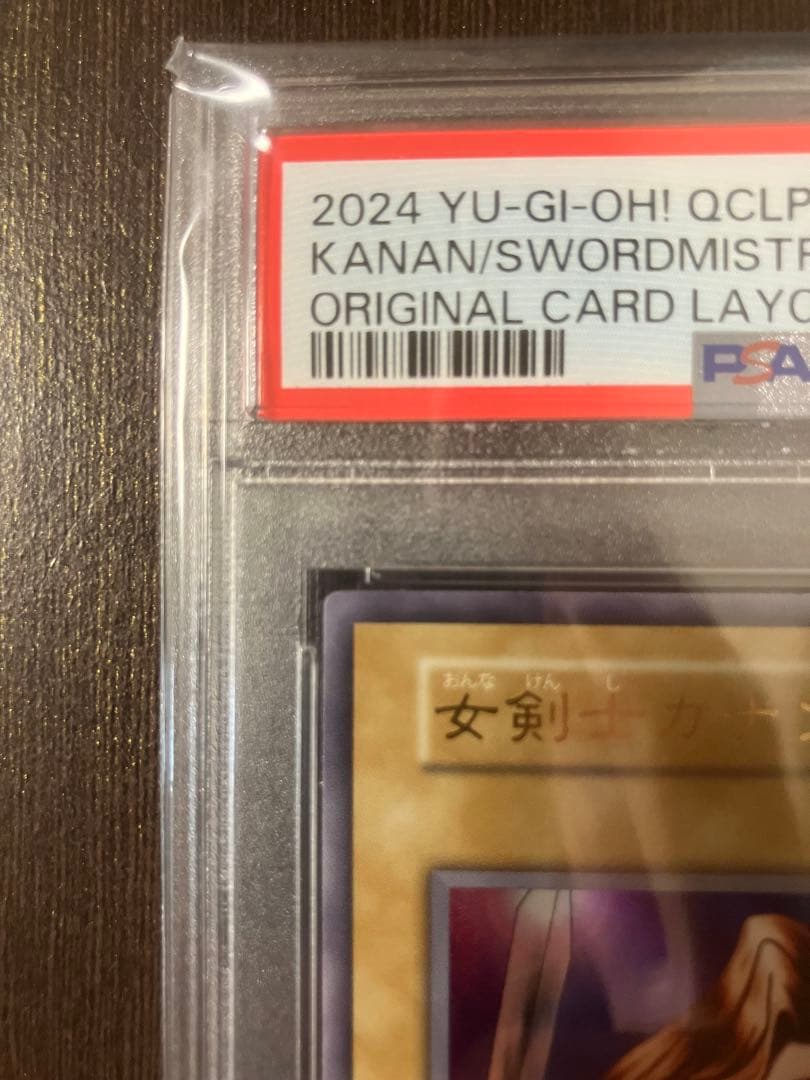 2024 YU-GI-OH! QCLP
KANAN/SWORDMISTR
ORIGINAL CARD LAYO
PSA
おんな けん し
女剣士カナン